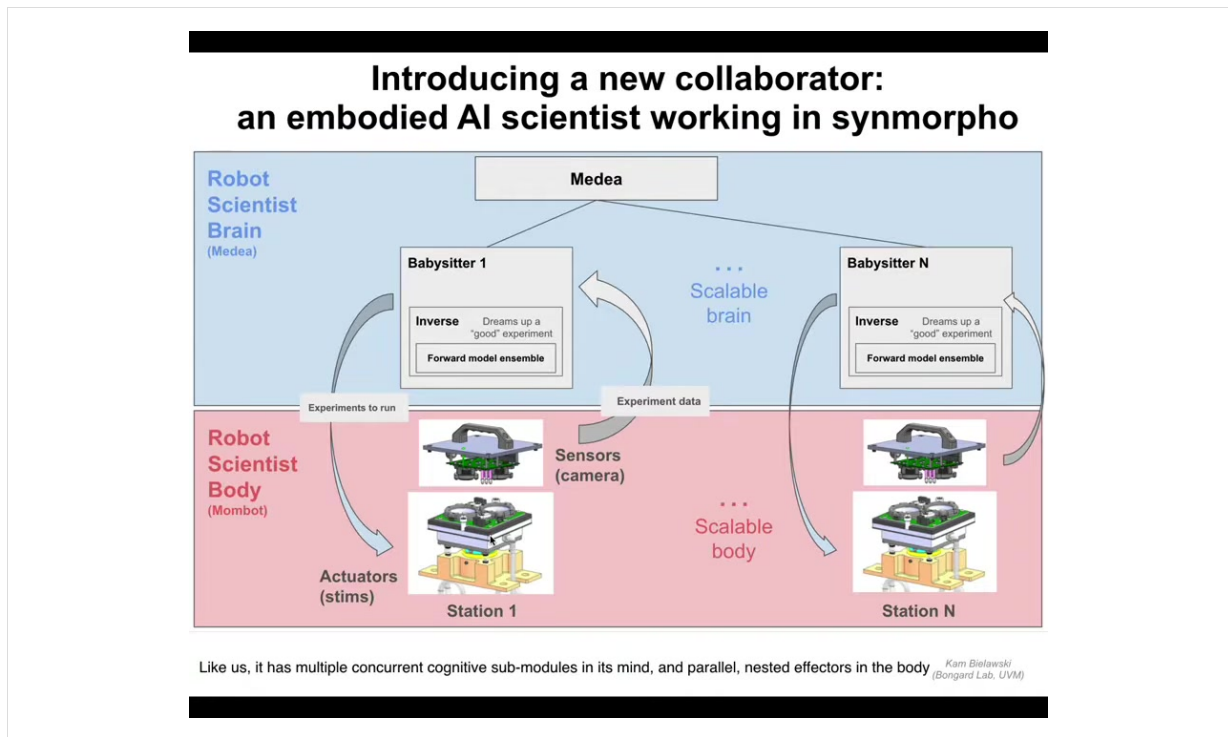 Introducing a new collaborator:
an embodied AI scientist working in synmorpho
Robot
Scientist
Brain
(Medea)
Medea
Babysitter 1
Inverse
Dreams up a
"good" experiment
Forward model ensemble
...
Scalable
brain
Babysitter N
Inverse
Dreams up a
"good" experiment
Forward model ensemble
Experiments to run
Experiment data
Robot
Scientist
Body
(Mombot)
Sensors
(camera)
Actuators
(stims)
Station 1
...
Scalable
body
Station N
Like us, it has multiple concurrent cognitive sub-modules in its mind, and parallel, nested effectors in the body
Kam Bielawski
(Bongard Lab, UVM)